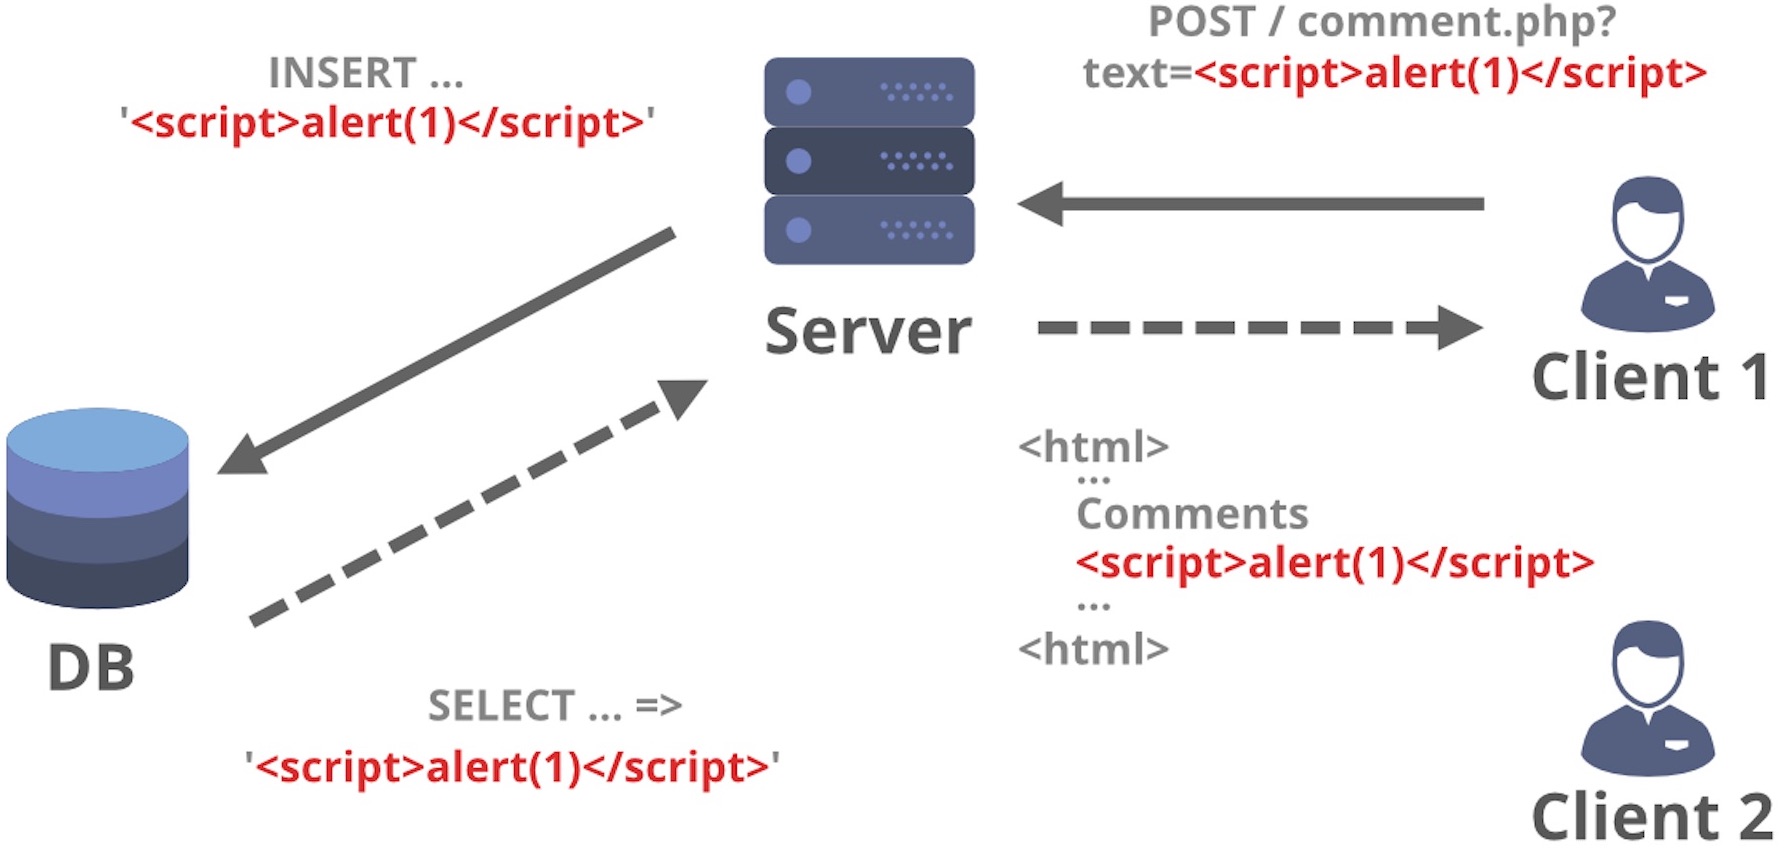 POST / comment.php?
text=<script>alert(1)</script>
INSERT ...
'<script>alert(1)</script>'
Server
Client 1
DB
SELECT ... =>
'<script>alert(1)</script>'
<html>
...
Comments
<script>alert(1)</script>
...
<html>
Client 2